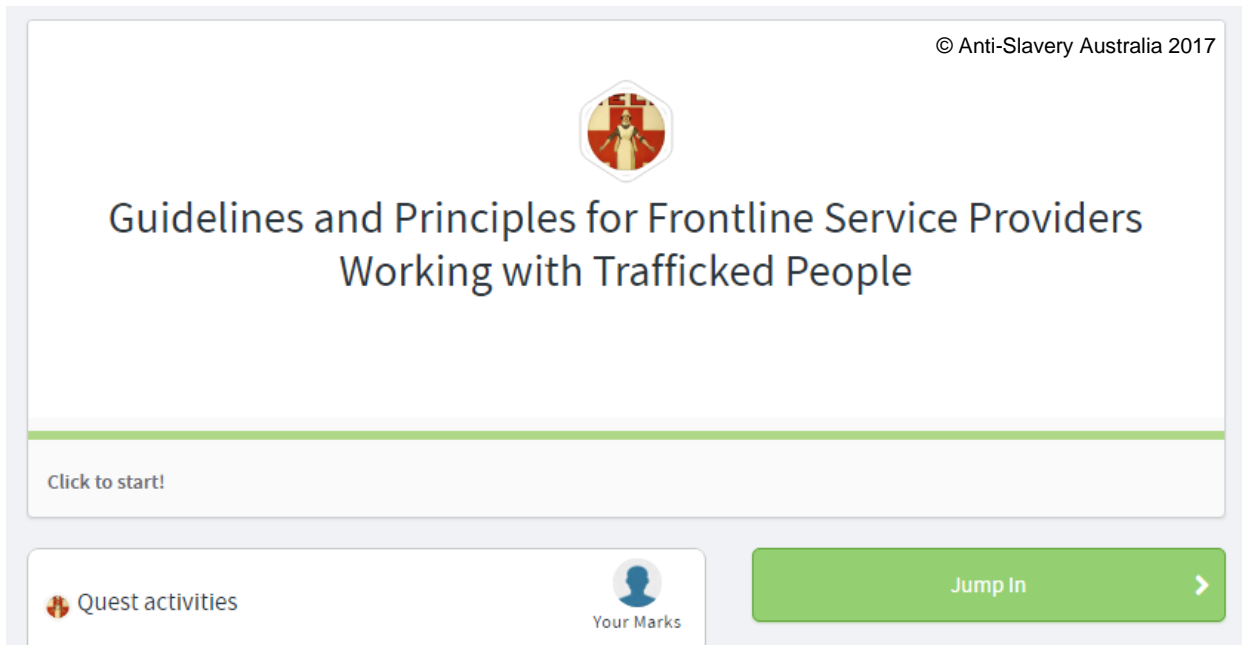 © Anti-Slavery Australia 2017
Guidelines and Principles for Frontline Service Providers
Working with Trafficked People
Click to start!
Quest activities
Your Marks
Jump In